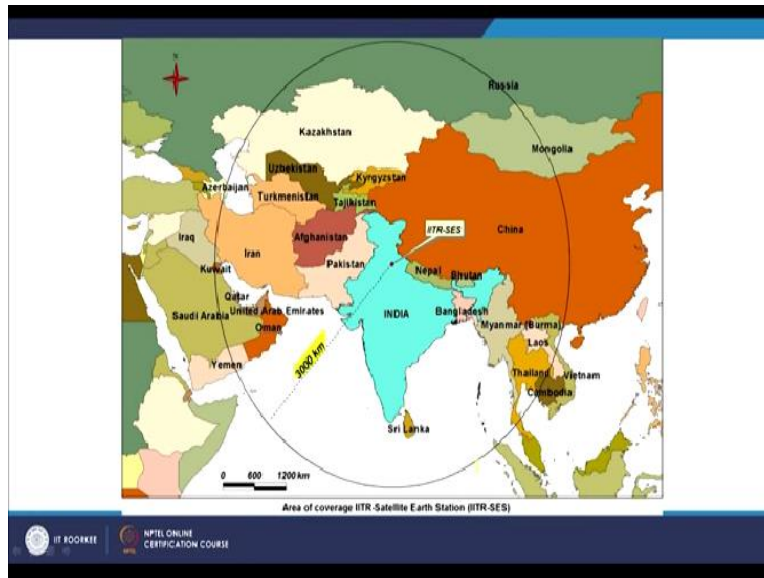 N
Russia
Kazakhstan
Mongolia
Uzbekistan
Kyrgyzstan
Azerbaijan
Turkmenistan
Tajikistan
IITR-SES
China
Iraq
Iran
Afghanistan
Pakistan
Kuwait
Nepal
Bhutan
Qatar
Saudi Arabia
United Arab Emirates
Oman
INDIA
Bangladesh
Myanmar (Burma)
Laos
Yemen
3000 km
Thailand
Vietnam
Cambodia
Sri Lanka
0 600 1200 km
Area of coverage IITR -Satellite Earth Station (IITR-SES)
IIT ROORKEE
NPTEL ONLINE
CERTIFICATION COURSE